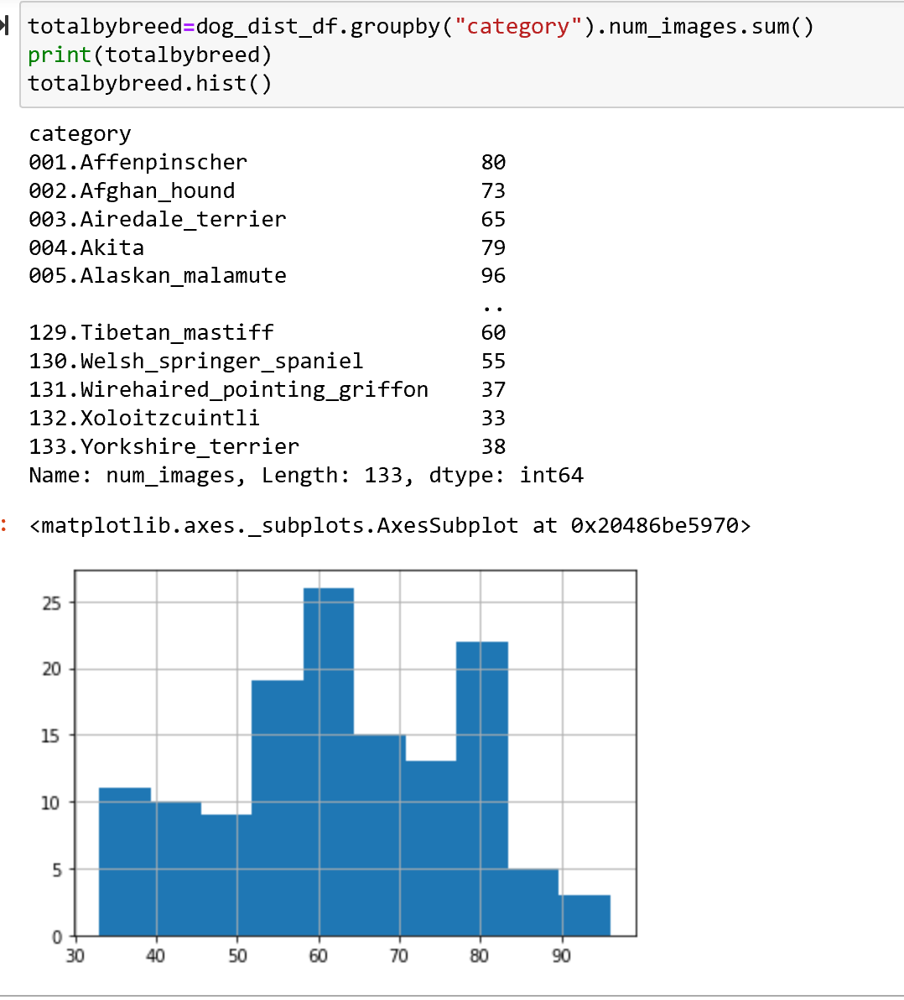 totalbybreed=dog_dist_df.groupby("category").num_images.sum()
print(totalbybreed)
totalbybreed.hist()
category
001.Affenpinscher                  80
002.Afghan_hound                   73
003.Airedale_terrier               65
004.Akita                          79
005.Alaskan_malamute               96
..
129.Tibetan_mastiff                60
130.Welsh_springer_spaniel         55
131.Wirehaired_pointing_griffon    37
132.Xoloitzcuintli                 33
133.Yorkshire_terrier              38
Name: num_images, Length: 133, dtype: int64
: <matplotlib.axes._subplots.AxesSubplot at 0x20486be5970>
25
20
15
10
5
0
30 40 50 60 70 80 90